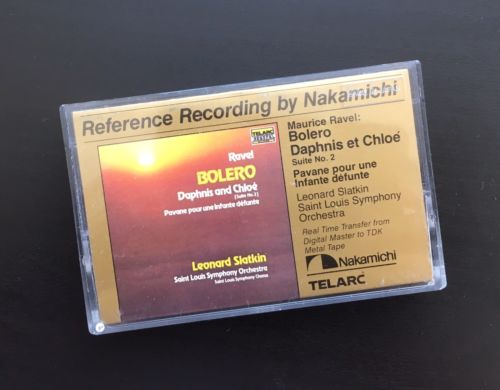 Reference Recording by Nakamichi
TELARC
DIGITAL
Ravel
BOLERO
Daphnis and Chloé
(Suite No. 2)
Pavane pour une Infante défunte
Leonard Slatkin
Saint Louis Symphony Orchestra
Saint Louis Symphony Chorus
Maurice Ravel:
Bolero
Daphnis et Chloé
Suite No. 2
Pavane pour une
Infante défunte
Leonard Slatkin
Saint Louis Symphony
Orchestra
Real Time Transfer from
Digital Master to TDK
Metal Tape
Nakamichi
TELARC